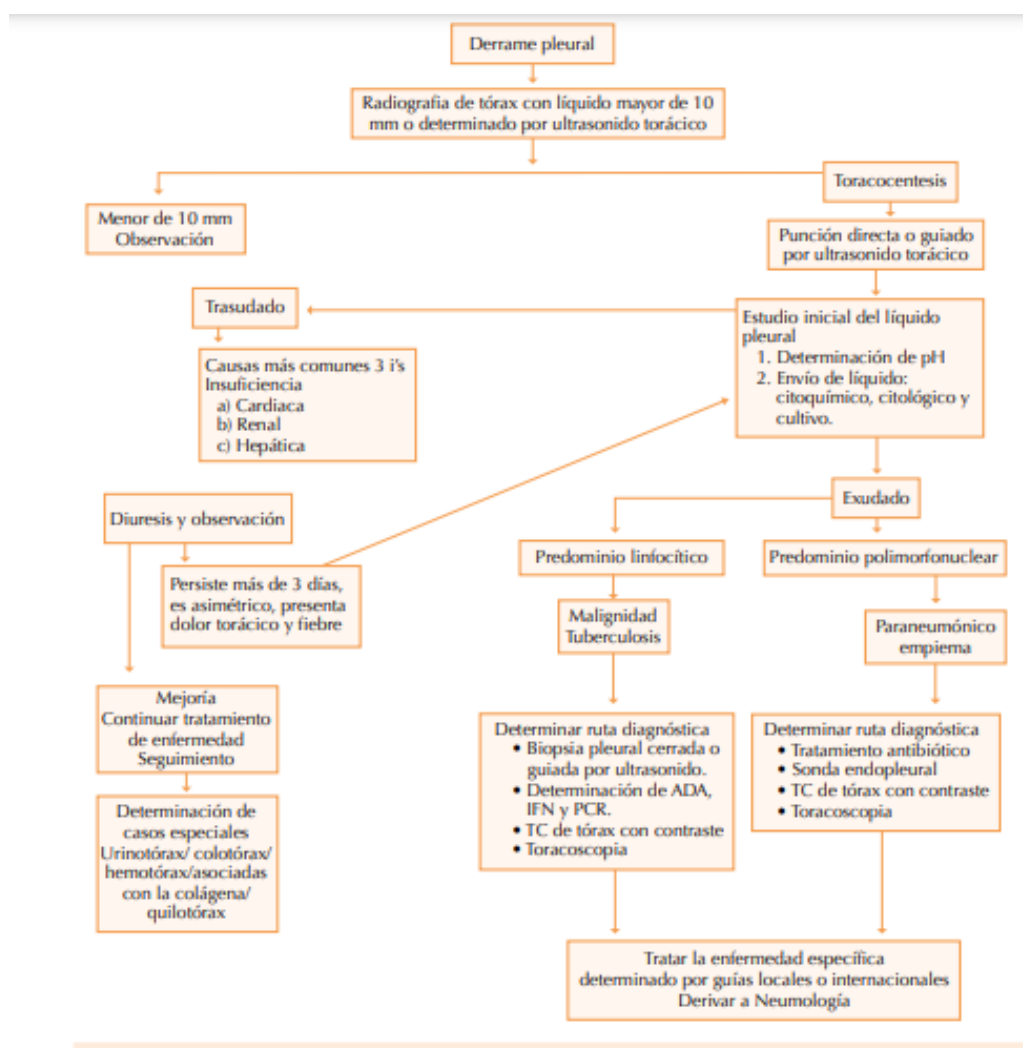 Derrame pleural
Radiografia de tórax con líquido mayor de 10
mm o determinado por ultrasonido torácico
Toracocentesis
Menor de 10 mm
Observación
Punción directa o guiado
por ultrasonido torácico
Trasudado
Estudio inicial del líquido
pleural
1. Determinación de pH
2. Envío de líquido:
citoquímico, citológico y
cultivo.
Causas más comunes 3 i's
Insuficiencia
a) Cardiaca
b) Renal
c) Hepática
Exudado
Diuresis y observación
Predominio linfocítico
Predominio polimorfonuclear
Persiste más de 3 días,
es asimétrico, presenta
dolor torácico y fiebre
Malignidad
Tuberculosis
Paraneumónico
empiema
Mejoría
Continuar tratamiento
de enfermedad
Seguimiento
Determinar ruta diagnóstica
• Biopsia pleural cerrada o
guiada por ultrasonido.
• Determinación de ADA,
IFN y PCR.
• TC de tórax con contraste
• Toracoscopia
Determinar ruta diagnóstica
• Tratamiento antibiótico
• Sonda endopleural
• TC de tórax con contraste
• Toracoscopia
Determinación de
casos especiales
Urinotórax/ colotórax/
hemotórax/asociadas
con la colágena/
quilotórax
Tratar la enfermedad específica
determinado por guías locales o internacionales
Derivar a Neumología